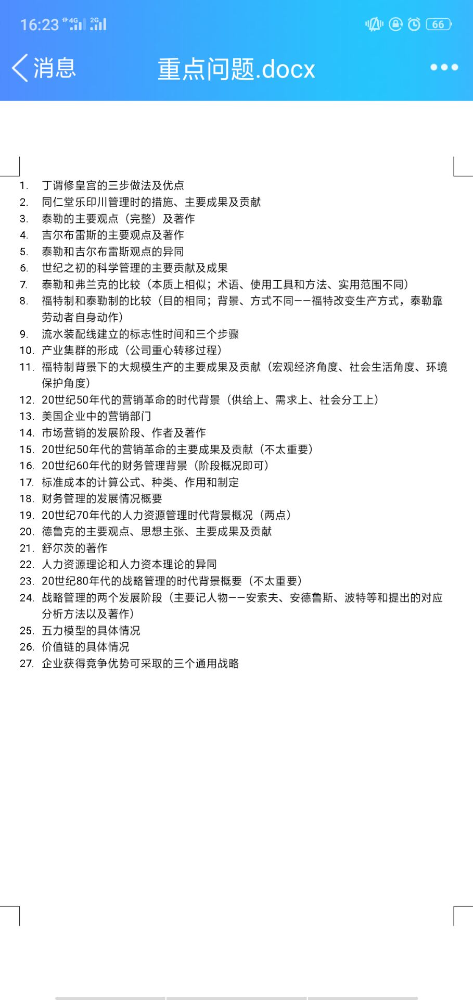 16:23 4G 2G 66
消息 重点问题.docx
1. 丁谓修皇宫的三步做法及优点
2. 同仁堂乐印川管理时的措施、主要成果及贡献
3. 泰勒的主要观点（完整）及著作
4. 吉尔布雷斯的主要观点及著作
5. 泰勒和吉尔布雷斯观点的异同
6. 世纪之初的科学管理的主要贡献及成果
7. 泰勒和弗兰克的比较（本质上相似；术语、使用工具和方法、实用范围不同）
8. 福特制和泰勒制的比较（目的相同；背景、方式不同——福特改变生产方式，泰勒靠
劳动者自身动作）
9. 流水装配线建立的标志性时间和三个步骤
10. 产业集群的形成（公司重心转移过程）
11. 福特制背景下的大规模生产的主要成果及贡献（宏观经济角度、社会生活角度、环境
保护角度）
12. 20世纪50年代的营销革命的时代背景（供给上、需求上、社会分工上）
13. 美国企业中的营销部门
14. 市场营销的发展阶段、作者及著作
15. 20世纪50年代的营销革命的主要成果及贡献（不太重要）
16. 20世纪60年代的财务管理背景（阶段概况即可）
17. 标准成本的计算公式、种类、作用和制定
18. 财务管理的发展情况概要
19. 20世纪70年代的人力资源管理时代背景概况（两点）
20. 德鲁克的主要观点、思想主张、主要成果及贡献
21. 舒尔茨的著作
22. 人力资源理论和人力资本理论的异同
23. 20世纪80年代的战略管理的时代背景概要（不太重要）
24. 战略管理的两个发展阶段（主要记人物——安索夫、安德鲁斯、波特等和提出的对应
分析方法以及著作）
25. 五力模型的具体情况
26. 价值链的具体情况
27. 企业获得竞争优势可采取的三个通用战略